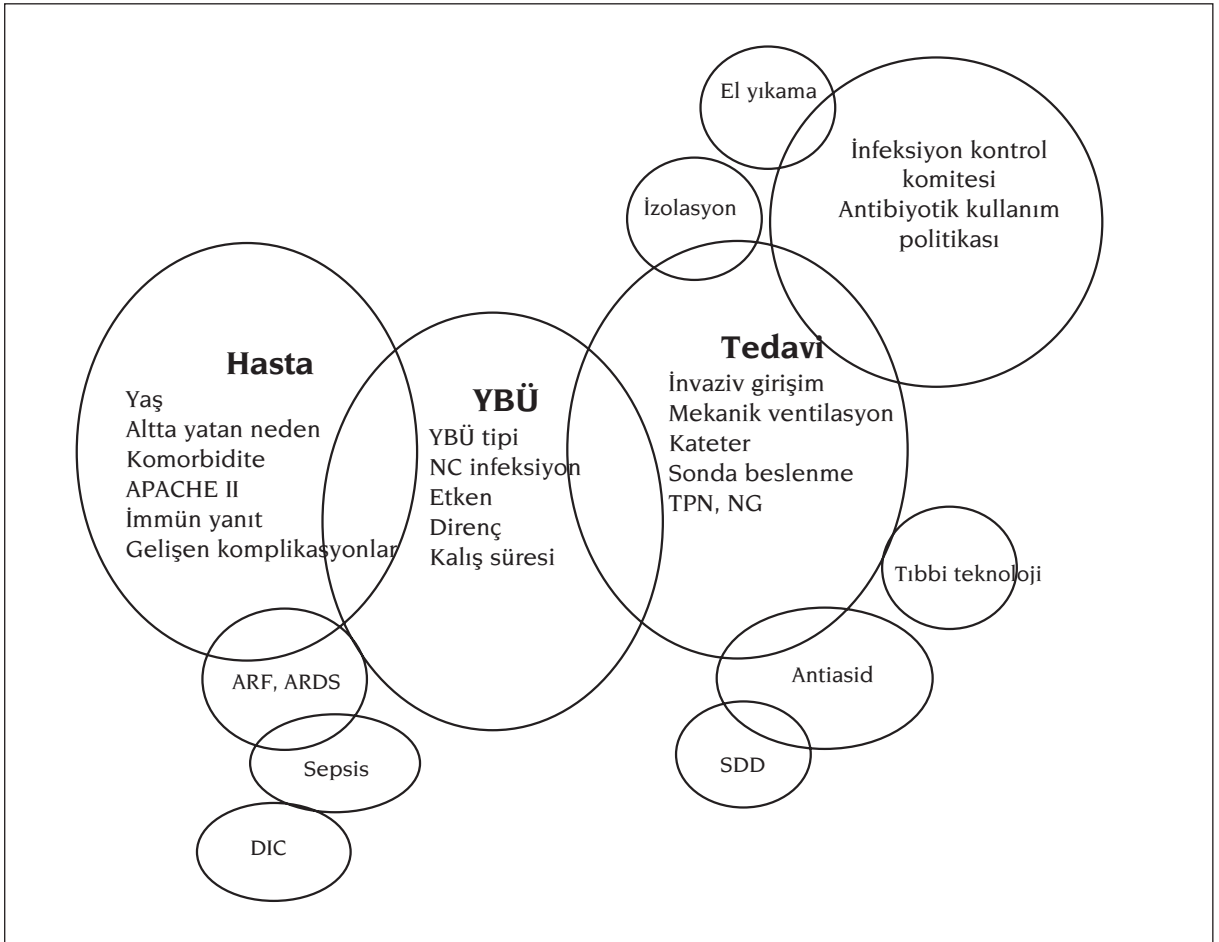 El yıkama
İnfeksiyon kontrol
komitesi
Antibiyotik kullanım
politikası
İzolasyon
Hasta
Yaş
Altta yatan neden
Komorbidite
APACHE II
İmmün yanıt
Gelişen komplikasyonlar
YBÜ
YBÜ tipi
NC infeksiyon
Etken
Direnç
Kalış süresi
Tedavi
İnvaziv girişim
Mekanik ventilasyon
Kateter
Sonda beslenme
TPN, NG
Tıbbi teknoloji
ARF, ARDS
Antiasid
Sepsis
SDD
DIC